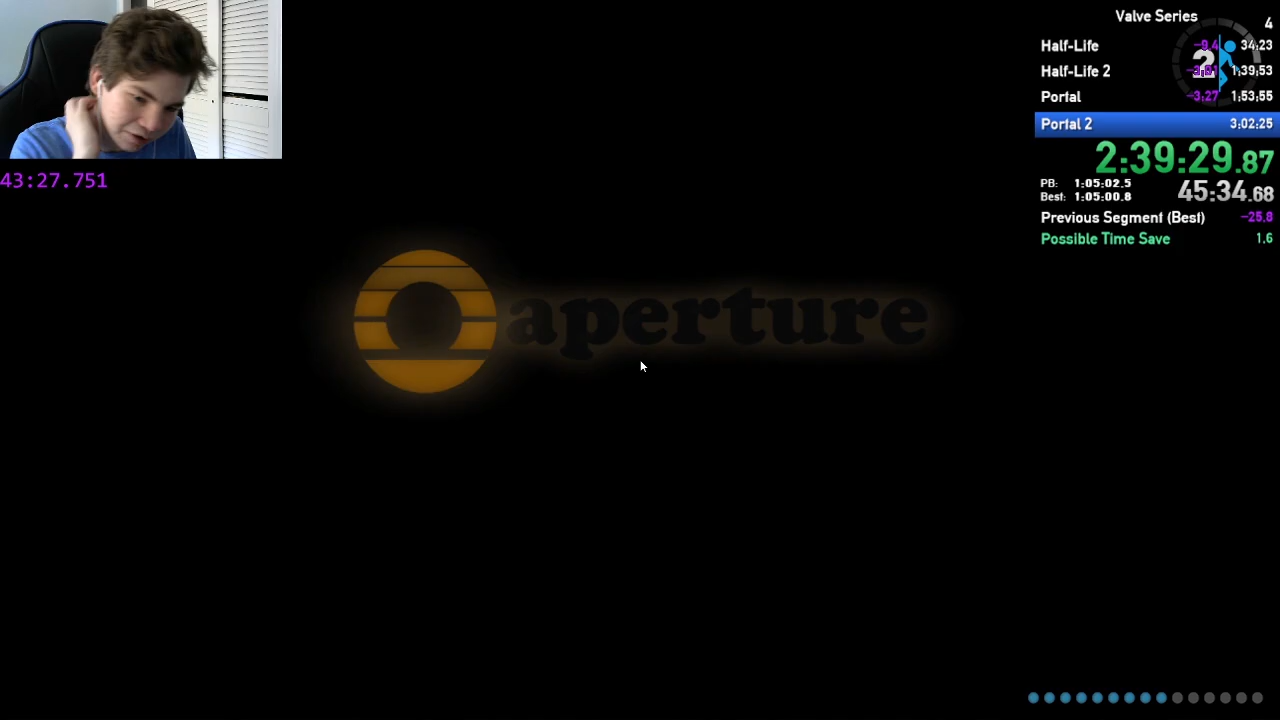 Valve Series
4
Half-Life -9.4 34:23
Half-Life 2 1:39:53
Portal -3:27 1:53:55
Portal 2 3:02:25
2:39:29.87
PB: 1:05:02.5
Best: 1:05:00.8
45:34.68
Previous Segment (Best) -25.8
Possible Time Save 1.6
43:27.751
aperture